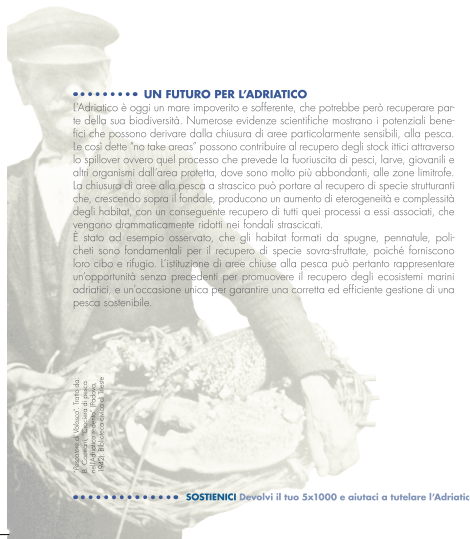 UN FUTURO PER L'ADRIATICO
L'Adriatico è oggi un mare impoverito e sofferente, che potrebbe però recuperare par-
te della sua biodiversità. Numerose evidenze scientifiche mostrano i potenziali bene-
fici che possono derivare dalla chiusura di aree particolarmente sensibili, alla pesca.
Le così dette "no take areas" possono contribuire al recupero degli stock ittici attraverso
lo spillover ovvero quel processo che prevede la fuoriuscita di pesci, larve, giovanili e
altri organismi dall'area protetta, dove sono molto più abbondanti, alle zone limitrofe.
La chiusura di aree alla pesca a strascico può portare al recupero di specie strutturanti
che, crescendo sopra il fondale, producono un aumento di eterogeneità e complessità
degli habitat, con un conseguente recupero di tutti quei processi a essi associati, che
vengono drammaticamente ridotti nei fondali strascicati.
È stato ad esempio osservato, che gli habitat formati da spugne, pennatule, poli-
cheti sono fondamentali per il recupero di specie sovra-sfruttate, poiché forniscono
loro cibo e rifugio. L'istituzione di aree chiuse alla pesca può pertanto rappresentare
un'opportunità senza precedenti per promuovere il recupero degli ecosistemi marini
adriatici, e un'occasione unica per garantire una corretta ed efficiente gestione di una
pesca sostenibile.
Tratto da:
Trieste
SOSTIENICI Devolvi il tuo 5x1000 e aiutaci a tutelare l'Adriatic